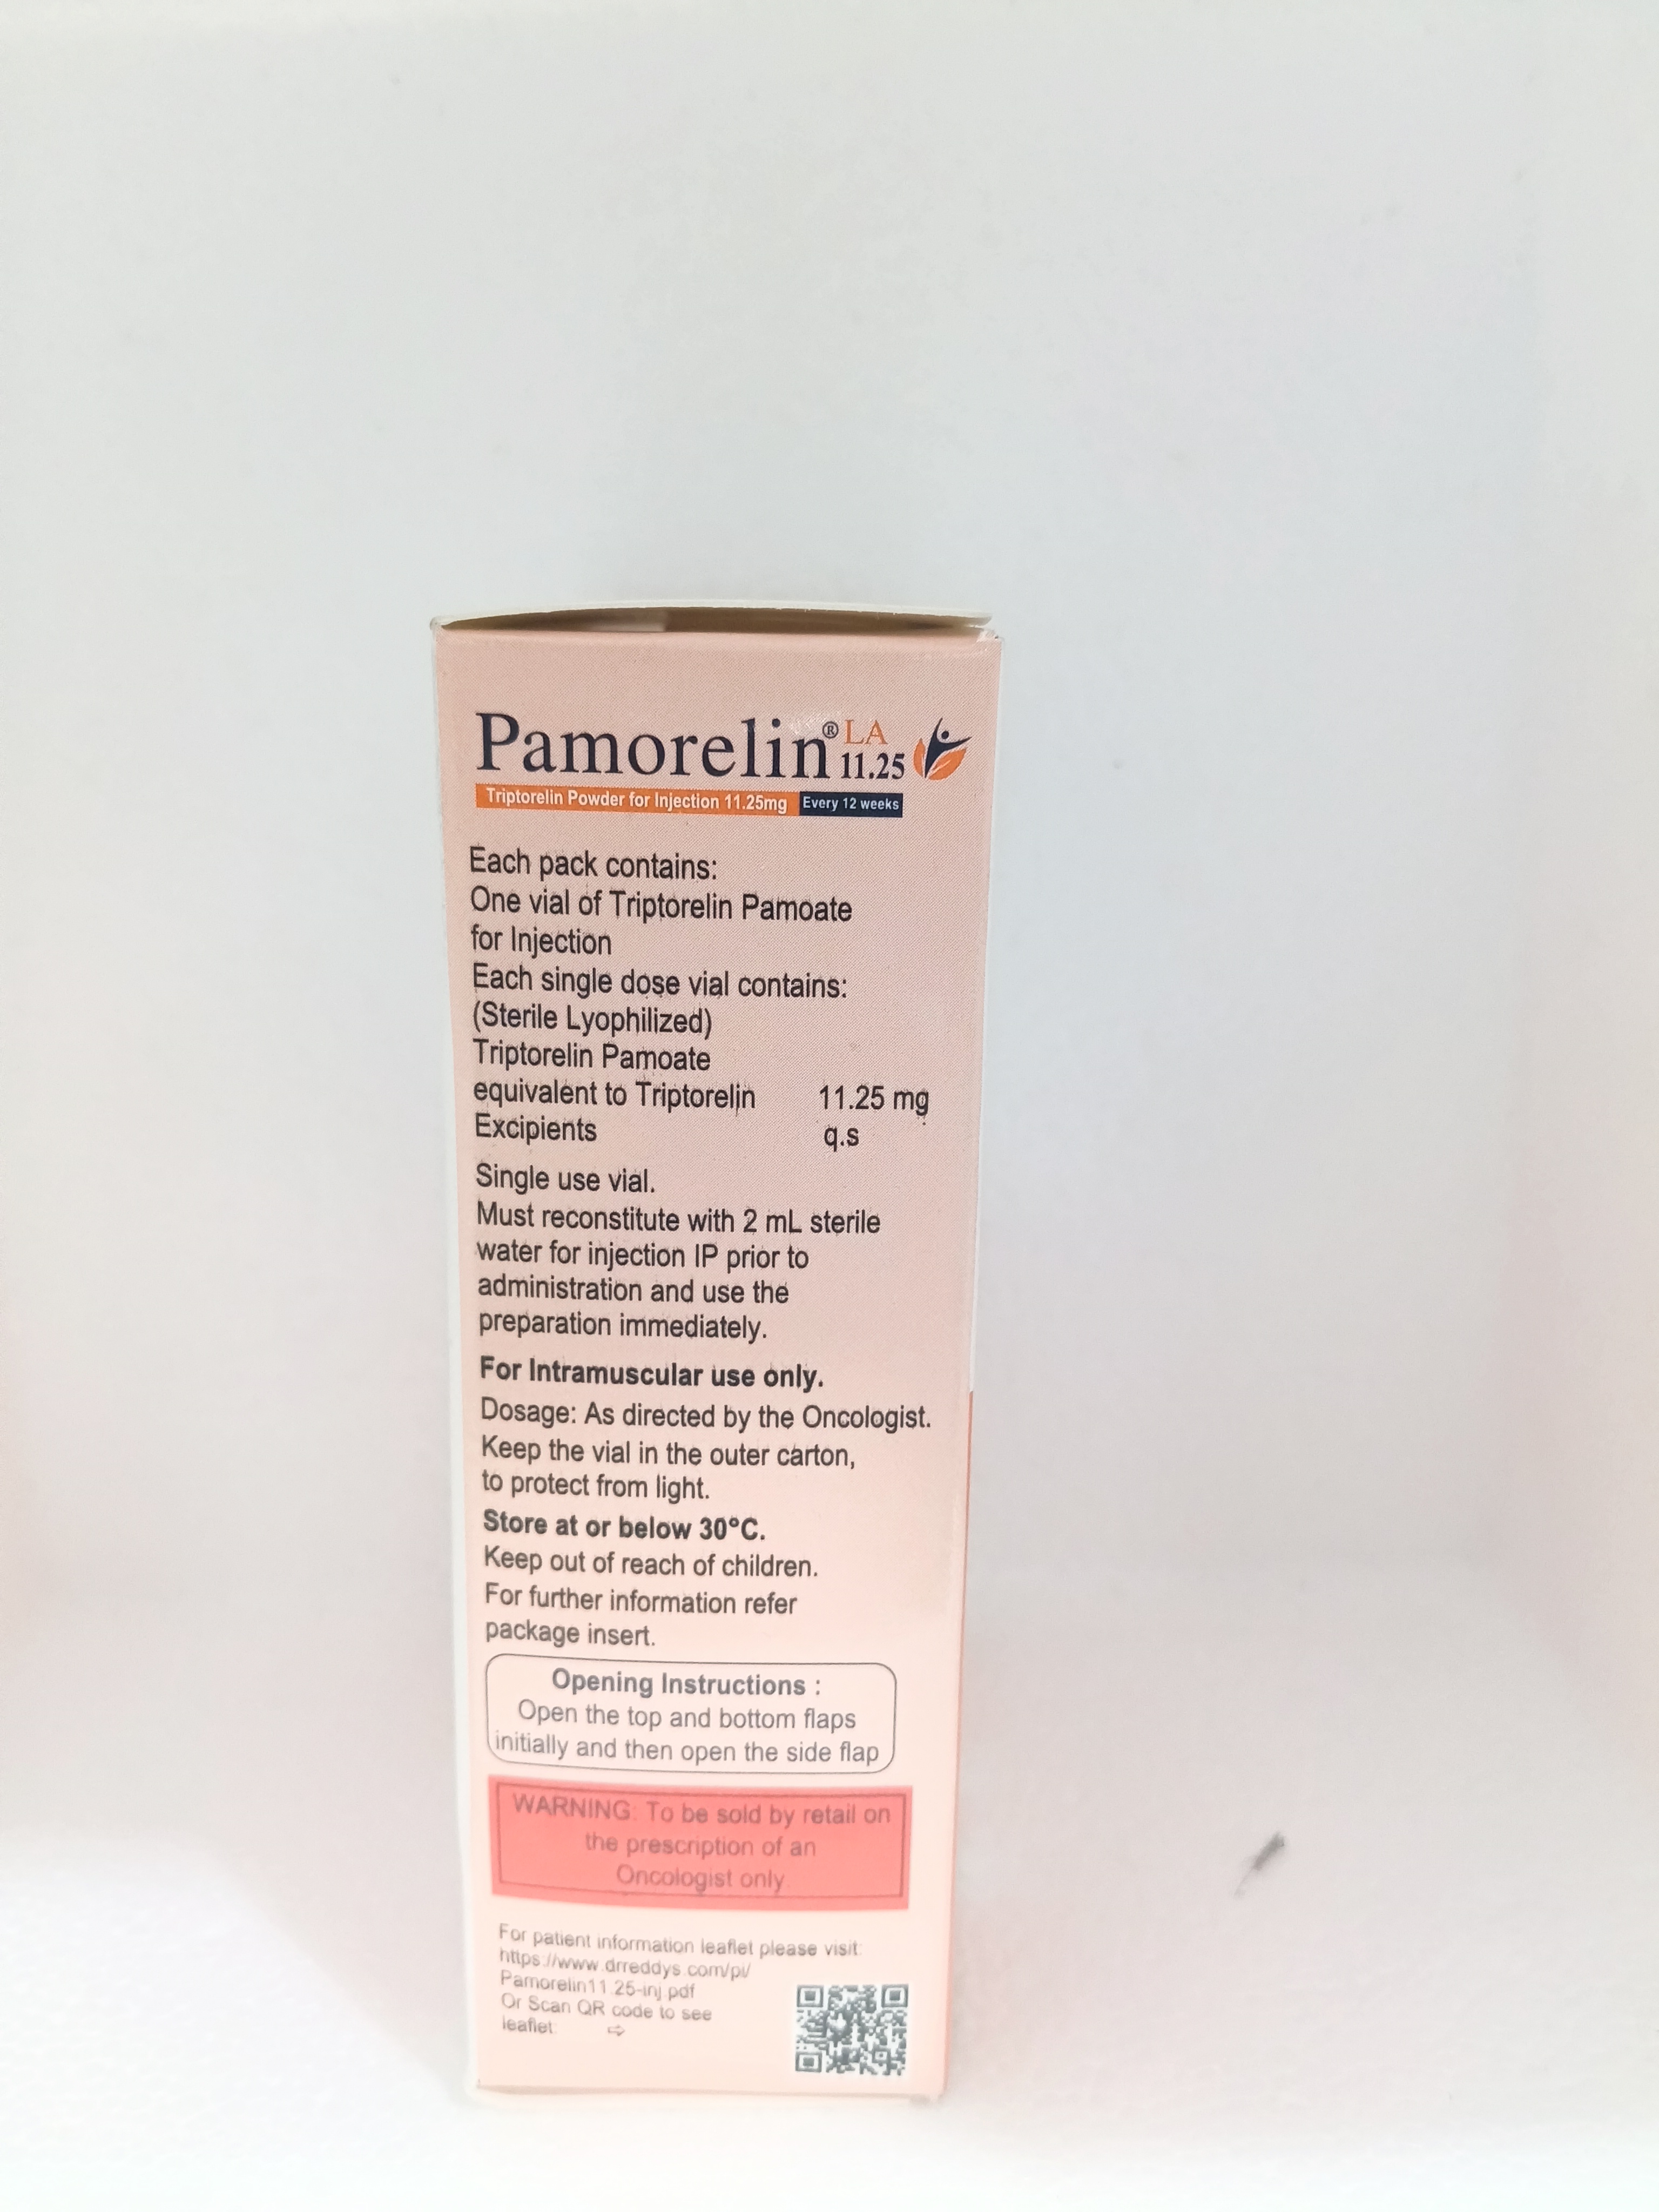 Pamorelin® LA 11.25
Triptorelin Powder for Injection 11.25mg Every 12 weeks
Each pack contains:
One vial of Triptorelin Pamoate
for Injection
Each single dose vial contains:
(Sterile Lyophilized)
Triptorelin Pamoate
equivalent to Triptorelin 11.25 mg
Excipients q.s
Single use vial.
Must reconstitute with 2 mL sterile
water for injection IP prior to
administration and use the
preparation immediately.
For Intramuscular use only.
Dosage: As directed by the Oncologist.
Keep the vial in the outer carton,
to protect from light.
Store at or below 30°C.
Keep out of reach of children.
For further information refer
package insert.
Opening Instructions :
Open the top and bottom flaps
initially and then open the side flap
WARNING: To be sold by retail on
the prescription of an
Oncologist only.
For patient information leaflet please visit:
https://www.drreddys.com/pi/
Pamorelin11.25-inj.pdf
Or Scan QR code to see
leaflet: ⇨